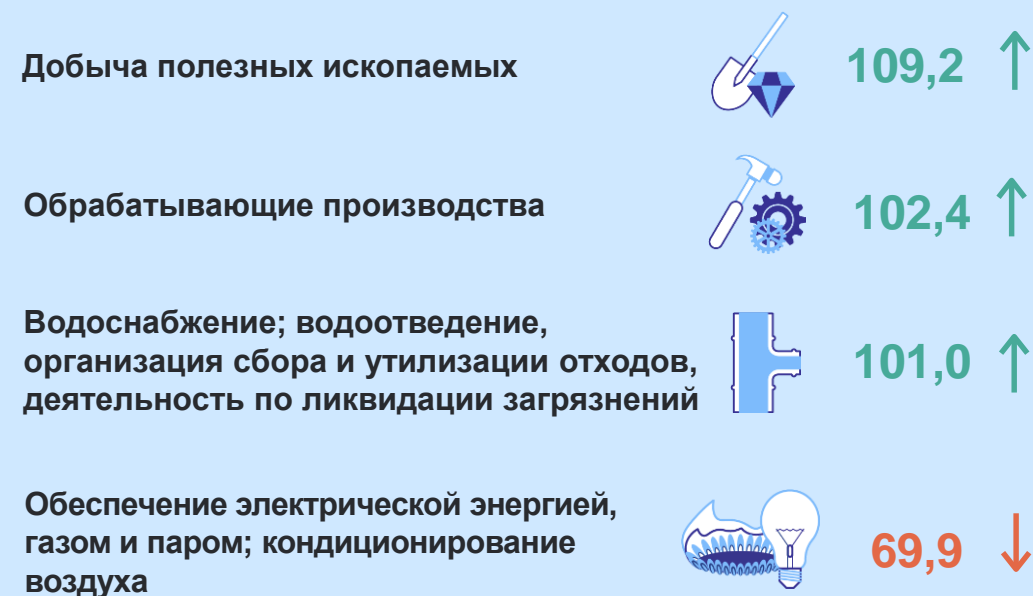 Добыча полезных ископаемых
109,2 ↑
Обрабатывающие производства
102,4 ↑
Водоснабжение; водоотведение,
организация сбора и утилизации отходов,
деятельность по ликвидации загрязнений
101,0 ↑
Обеспечение электрической энергией,
газом и паром; кондиционирование
воздуха
69,9 ↓